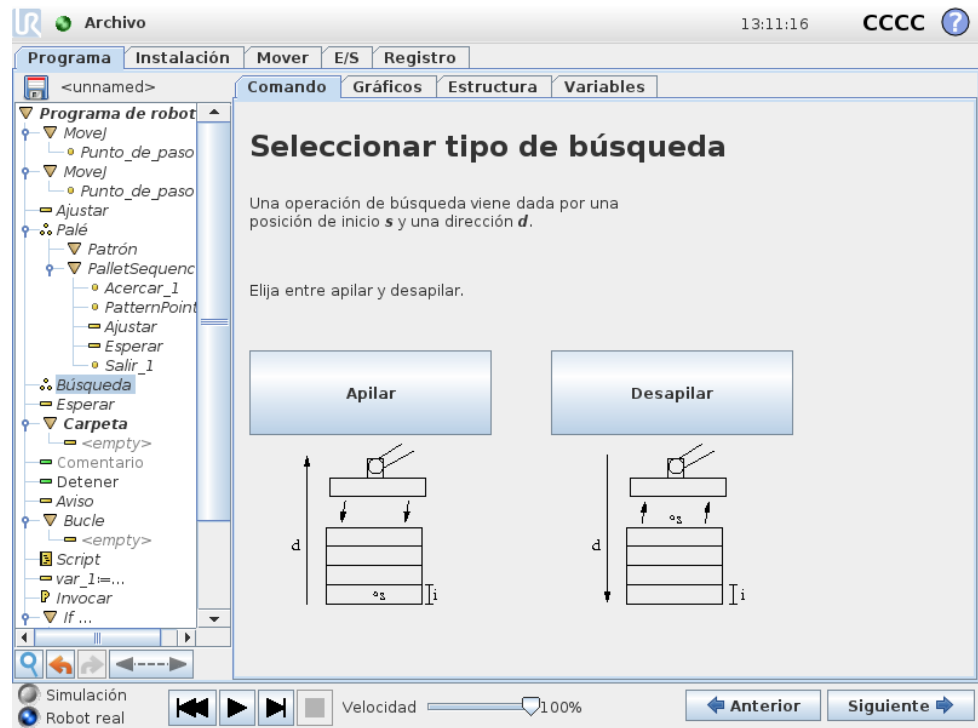 UR Archivo 13:11:16 CCCC ?
Programa Instalación Mover E/S Registro
<unnamed>
Comando Gráficos Estructura Variables
Programa de robot
MoveJ
Punto_de_paso
MoveJ
Punto_de_paso
Ajustar
Palé
Patrón
PalletSequenc
Acercar_1
PatternPoint
Ajustar
Esperar
Salir_1
Búsqueda
Esperar
Carpeta
<empty>
Comentario
Detener
Aviso
Bucle
<empty>
Script
var_1:=...
Invocar
If ...
Seleccionar tipo de búsqueda
Una operación de búsqueda viene dada por una
posición de inicio s y una dirección d.
Elija entre apilar y desapilar.
Apilar
Desapilar
d
s
i
s
d
i
Simulación
Robot real
Velocidad 100%
Anterior
Siguiente